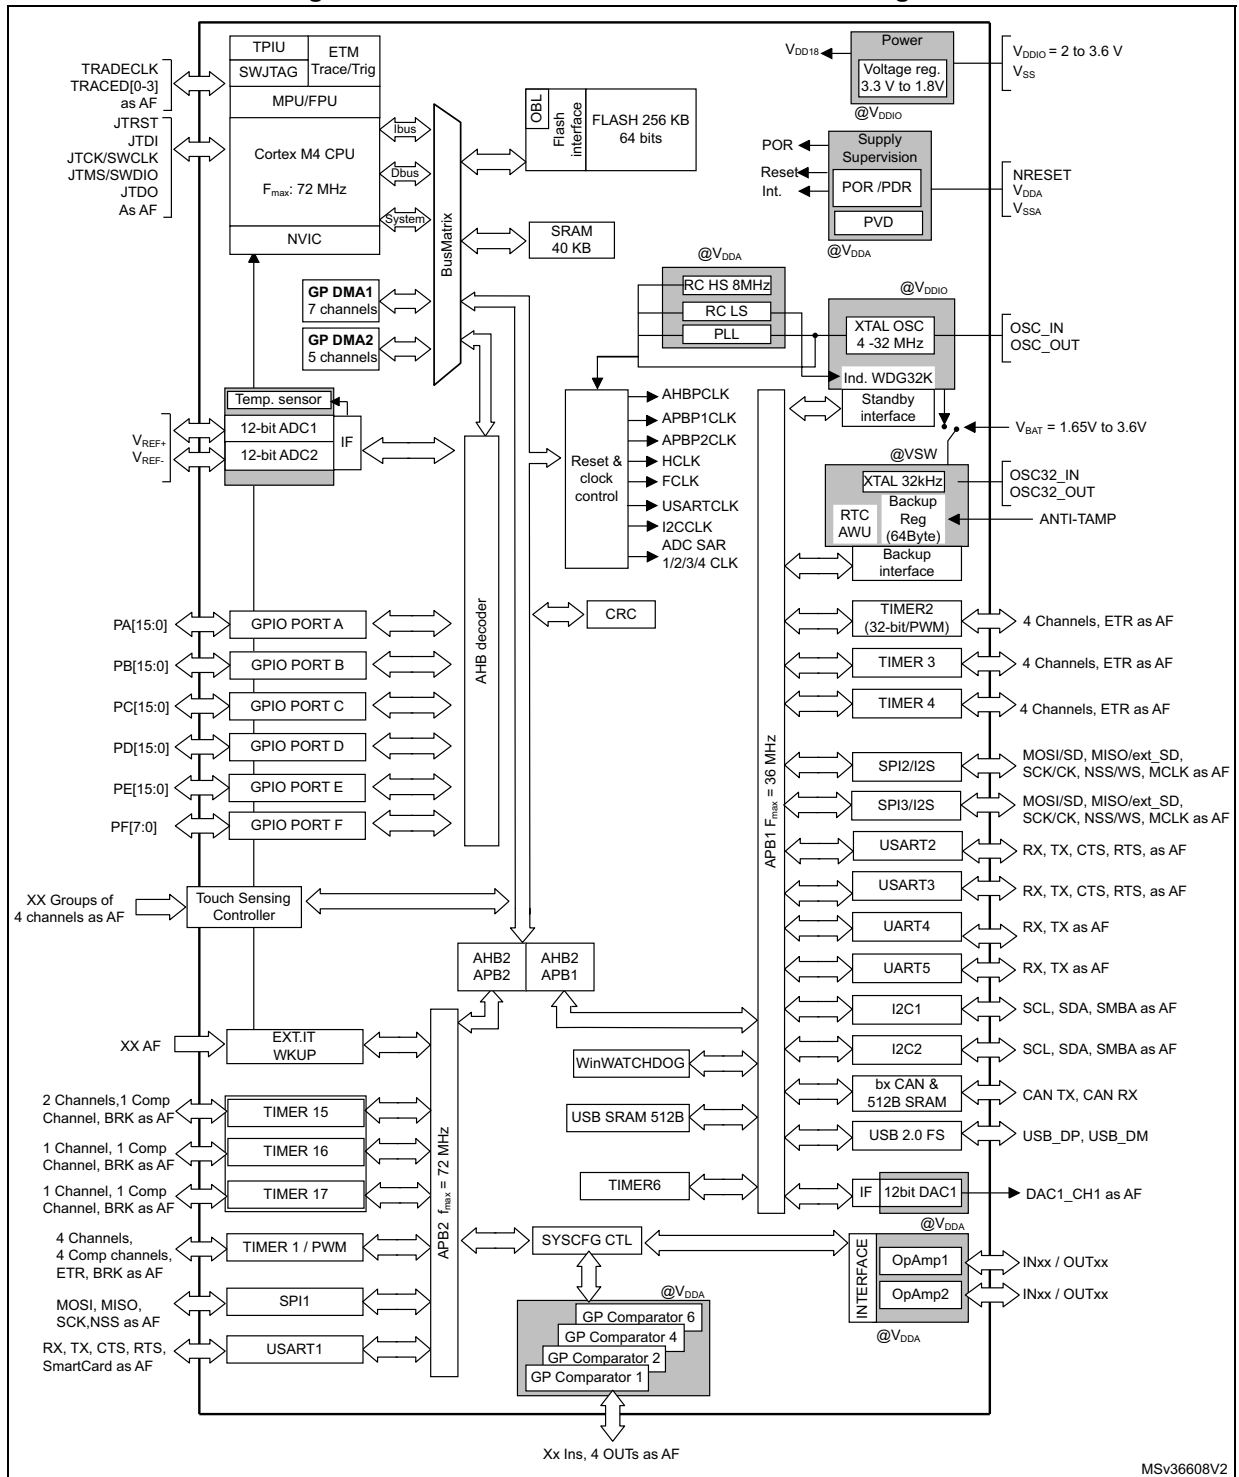 TPIU
ETM
Trace/Trig
SWJTAG
MPU/FPU
Cortex M4 CPU
Fmax: 72 MHz
NVIC
TRADECLK
TRACED[0-3]
as AF
JTRST
JTDI
JTCK/SWCLK
JTMS/SWDIO
JTDO
As AF
Ibus
Dbus
System
BusMatrix
OBL
Flash
interface
FLASH 256 KB
64 bits
SRAM
40 KB
GP DMA1
7 channels
GP DMA2
5 channels
VDD18
Power
Voltage reg.
3.3 V to 1.8V
@VDDIO
VDDIO = 2 to 3.6 V
VSS
POR
Reset
Int.
Supply
Supervision
POR /PDR
PVD
@VDDA
NRESET
VDDA
VSSA
@VDDA
RC HS 8MHz
RC LS
PLL
@VDDIO
XTAL OSC
4 -32 MHz
Ind. WDG32K
Standby
interface
OSC_IN
OSC_OUT
VBAT = 1.65V to 3.6V
@VSW
XTAL 32kHz
RTC
AWU
Backup
Reg
(64Byte)
Backup
interface
OSC32_IN
OSC32_OUT
ANTI-TAMP
Reset &
clock
control
AHBPCLK
APBP1CLK
APBP2CLK
HCLK
FCLK
USARTCLK
I2CCLK
ADC SAR
1/2/3/4 CLK
Temp. sensor
12-bit ADC1
12-bit ADC2
IF
VREF+
VREF-
AHB decoder
CRC
PA[15:0]
GPIO PORT A
PB[15:0]
GPIO PORT B
PC[15:0]
GPIO PORT C
PD[15:0]
GPIO PORT D
PE[15:0]
GPIO PORT E
PF[7:0]
GPIO PORT F
XX Groups of
4 channels as AF
Touch Sensing
Controller
AHB2
APB2
AHB2
APB1
XX AF
EXT.IT
WKUP
2 Channels,1 Comp
Channel, BRK as AF
TIMER 15
1 Channel, 1 Comp
Channel, BRK as AF
TIMER 16
1 Channel, 1 Comp
Channel, BRK as AF
TIMER 17
4 Channels,
4 Comp channels,
ETR, BRK as AF
TIMER 1 / PWM
MOSI, MISO,
SCK,NSS as AF
SPI1
RX, TX, CTS, RTS,
SmartCard as AF
USART1
APB2 fmax = 72 MHz
WinWATCHDOG
USB SRAM 512B
TIMER6
SYSCFG CTL
@VDDA
GP Comparator 6
GP Comparator 4
GP Comparator 2
GP Comparator 1
Xx Ins, 4 OUTs as AF
APB1 Fmax = 36 MHz
TIMER2
(32-bit/PWM)
4 Channels, ETR as AF
TIMER 3
4 Channels, ETR as AF
TIMER 4
4 Channels, ETR as AF
SPI2/I2S
MOSI/SD, MISO/ext_SD,
SCK/CK, NSS/WS, MCLK as AF
SPI3/I2S
MOSI/SD, MISO/ext_SD,
SCK/CK, NSS/WS, MCLK as AF
USART2
RX, TX, CTS, RTS, as AF
USART3
RX, TX, CTS, RTS, as AF
UART4
RX, TX as AF
UART5
RX, TX as AF
I2C1
SCL, SDA, SMBA as AF
I2C2
SCL, SDA, SMBA as AF
bx CAN &
512B SRAM
CAN TX, CAN RX
USB 2.0 FS
USB_DP, USB_DM
IF
12bit DAC1
DAC1_CH1 as AF
@VDDA
INTERFACE
OpAmp1
INxx / OUTxx
OpAmp2
INxx / OUTxx
@VDDA
MSv36608V2